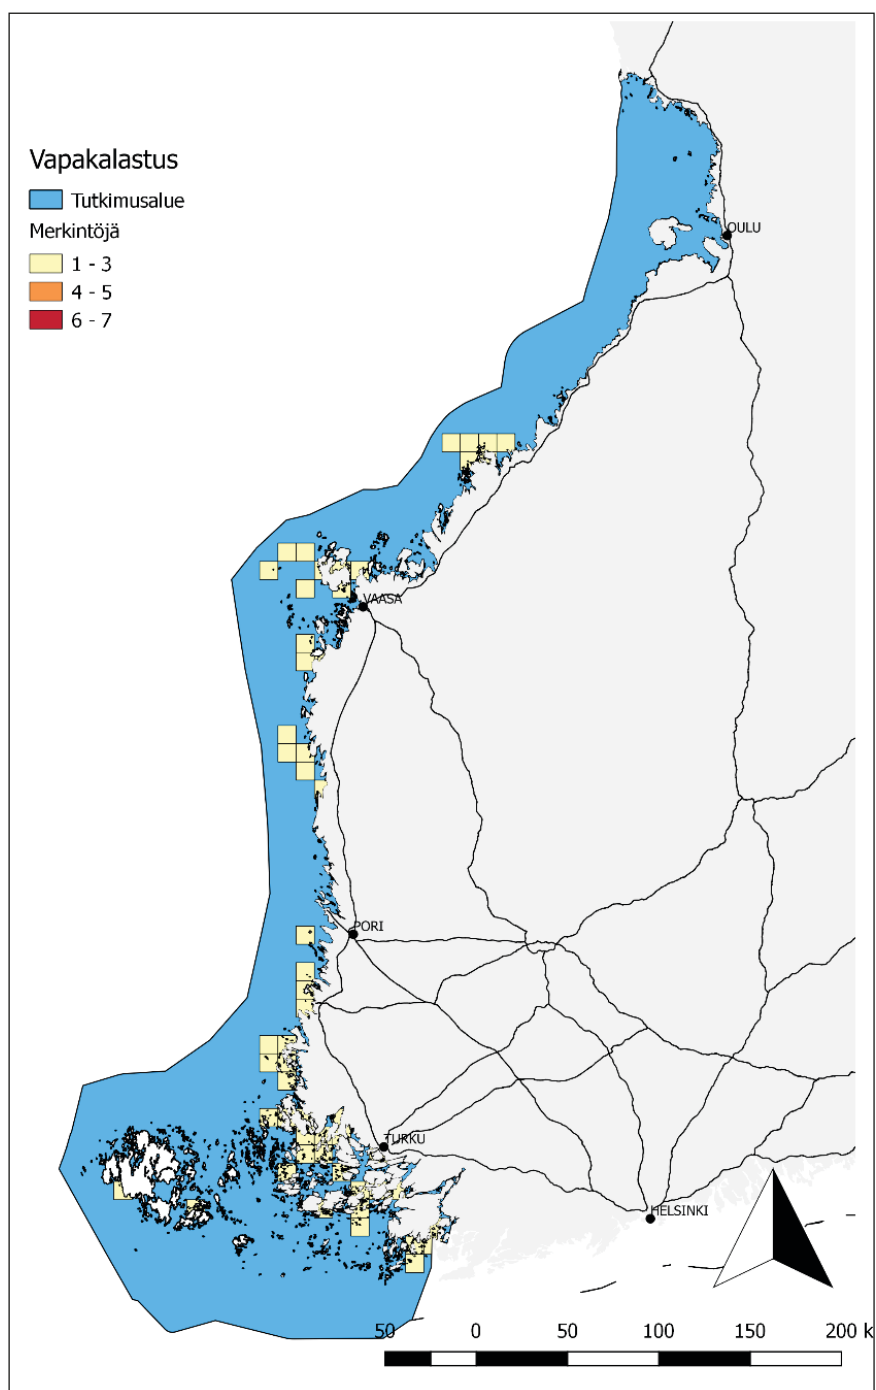 Vapakalastus
Tutkimusalue
Merkintöjä
1 - 3
4 - 5
6 - 7
OULU
VAASA
PORI
TURKU
HELSINKI
50 0 50 100 150 200 k